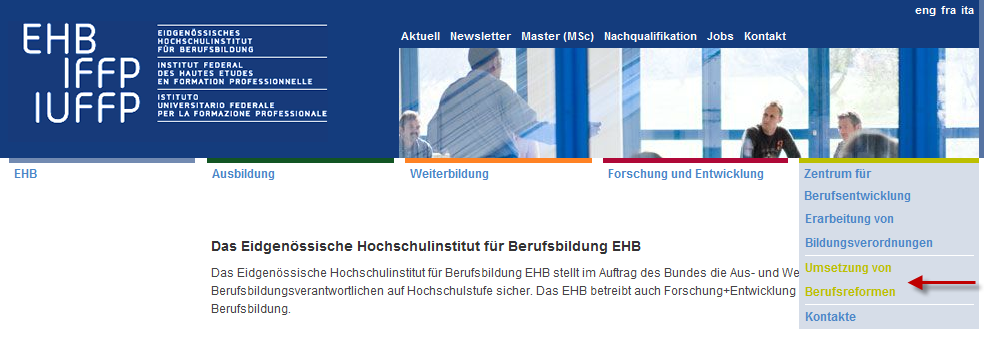 eng fra ita
EHB
IFFP
IUFFP
EIDGENÖSSISCHES
HOCHSCHULINSTITUT
FÜR BERUFSBILDUNG
INSTITUT FEDERAL
DES HAUTES ETUDES
EN FORMATION PROFESSIONNELLE
ISTITUTO
UNIVERSITARIO FEDERALE
PER LA FORMAZIONE PROFESSIONALE
Aktuell Newsletter Master (MSc) Nachqualifikation Jobs Kontakt
EHB
Ausbildung
Weiterbildung
Forschung und Entwicklung
Zentrum für
Berufsentwicklung
Erarbeitung von
Bildungsverordnungen
Umsetzung von
Berufsreformen
Kontakte
Das Eidgenössische Hochschulinstitut für Berufsbildung EHB
Das Eidgenössische Hochschulinstitut für Berufsbildung EHB stellt im Auftrag des Bundes die Aus- und We
Berufsbildungsverantwortlichen auf Hochschulstufe sicher. Das EHB betreibt auch Forschung+Entwicklung
Berufsbildung.